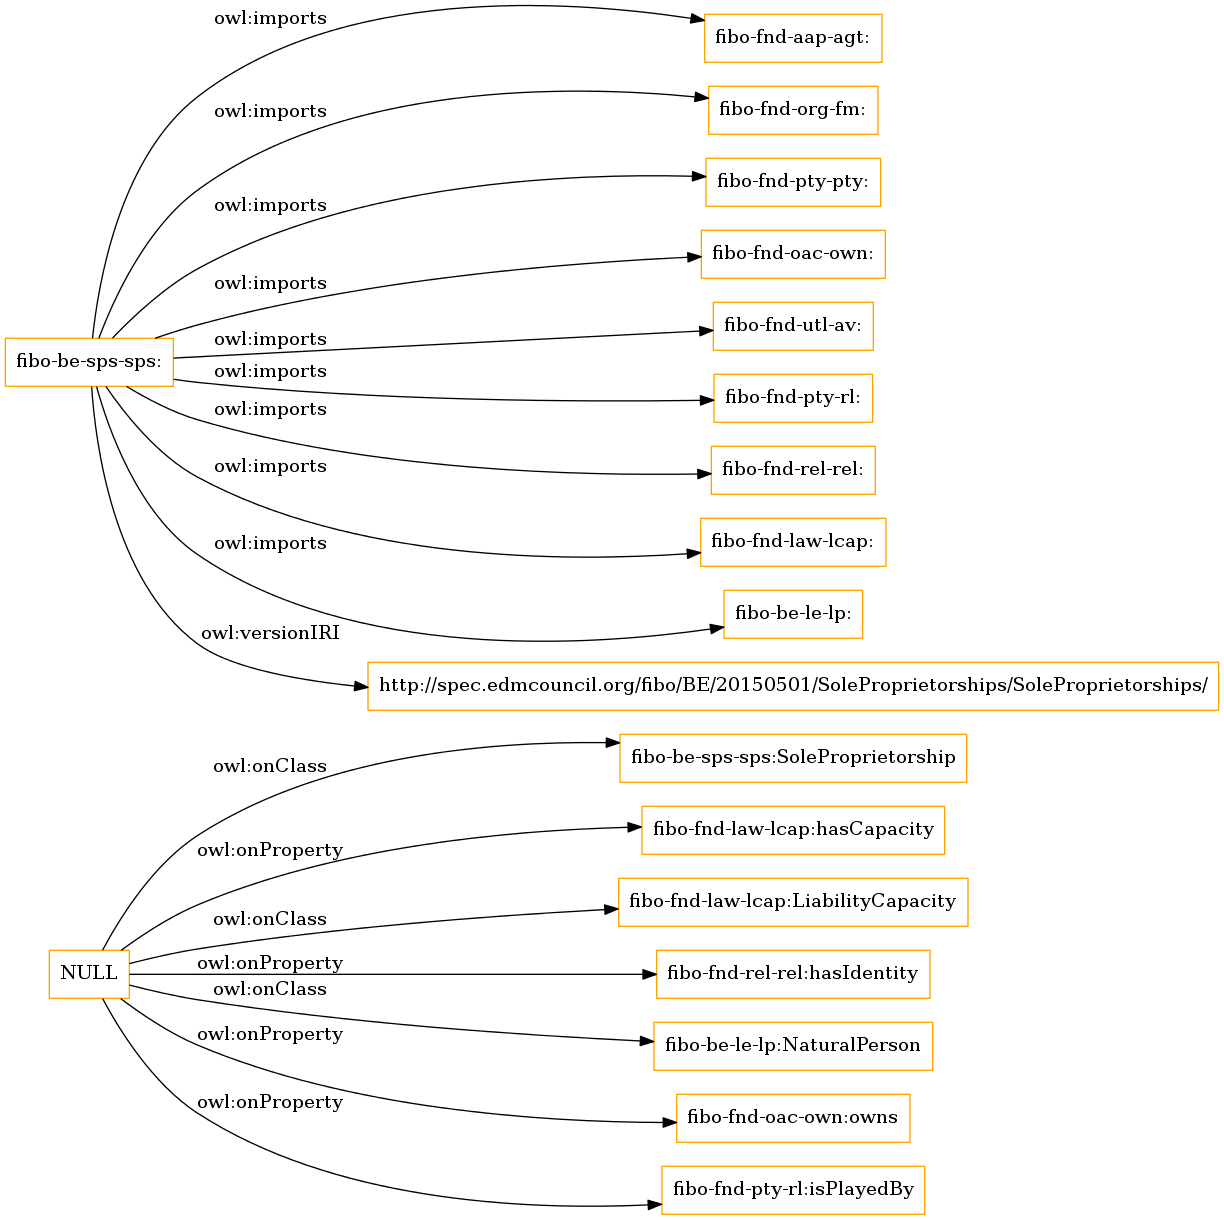 owl:imports
fibo-fnd-aap-agt:
owl:imports
fibo-fnd-org-fm:
owl:imports
fibo-fnd-pty-pty:
owl:imports
fibo-fnd-oac-own:
owl:imports
fibo-fnd-utl-av:
fibo-be-sps-sps:
owl:imports
fibo-fnd-pty-rl:
owl:imports
fibo-fnd-rel-rel:
owl:imports
fibo-fnd-law-lcap:
owl:imports
fibo-be-le-lp:
owl:versionIRI
http://spec.edmcouncil.org/fibo/BE/20150501/SoleProprietorships/SoleProprietorships/
owl:onClass
fibo-be-sps-sps:SoleProprietorship
owl:onProperty
fibo-fnd-law-lcap:hasCapacity
owl:onClass
fibo-fnd-law-lcap:LiabilityCapacity
NULL
owl:onProperty
fibo-fnd-rel-rel:hasIdentity
owl:onClass
fibo-be-le-lp:NaturalPerson
owl:onProperty
fibo-fnd-oac-own:owns
owl:onProperty
fibo-fnd-pty-rl:isPlayedBy